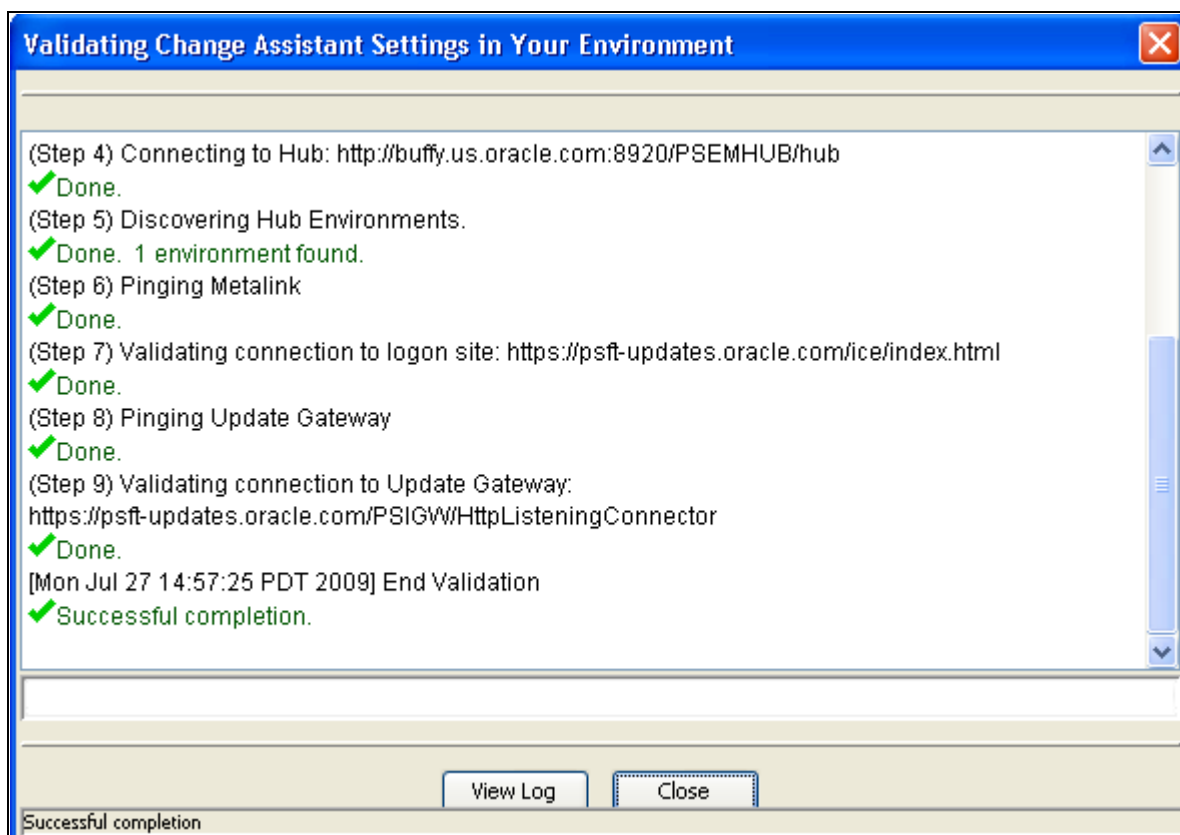 Validating Change Assistant Settings in Your Environment
(Step 4) Connecting to Hub: http://buffy.us.oracle.com:8920/PSEMHUB/hub
Done.
(Step 5) Discovering Hub Environments.
Done.  1 environment found.
(Step 6) Pinging Metalink
Done.
(Step 7) Validating connection to logon site: https://psft-updates.oracle.com/ice/index.html
Done.
(Step 8) Pinging Update Gateway
Done.
(Step 9) Validating connection to Update Gateway:
https://psft-updates.oracle.com/PSIGW/HttpListeningConnector
Done.
[Mon Jul 27 14:57:25 PDT 2009] End Validation
Successful completion.
View Log
Close
Successful completion